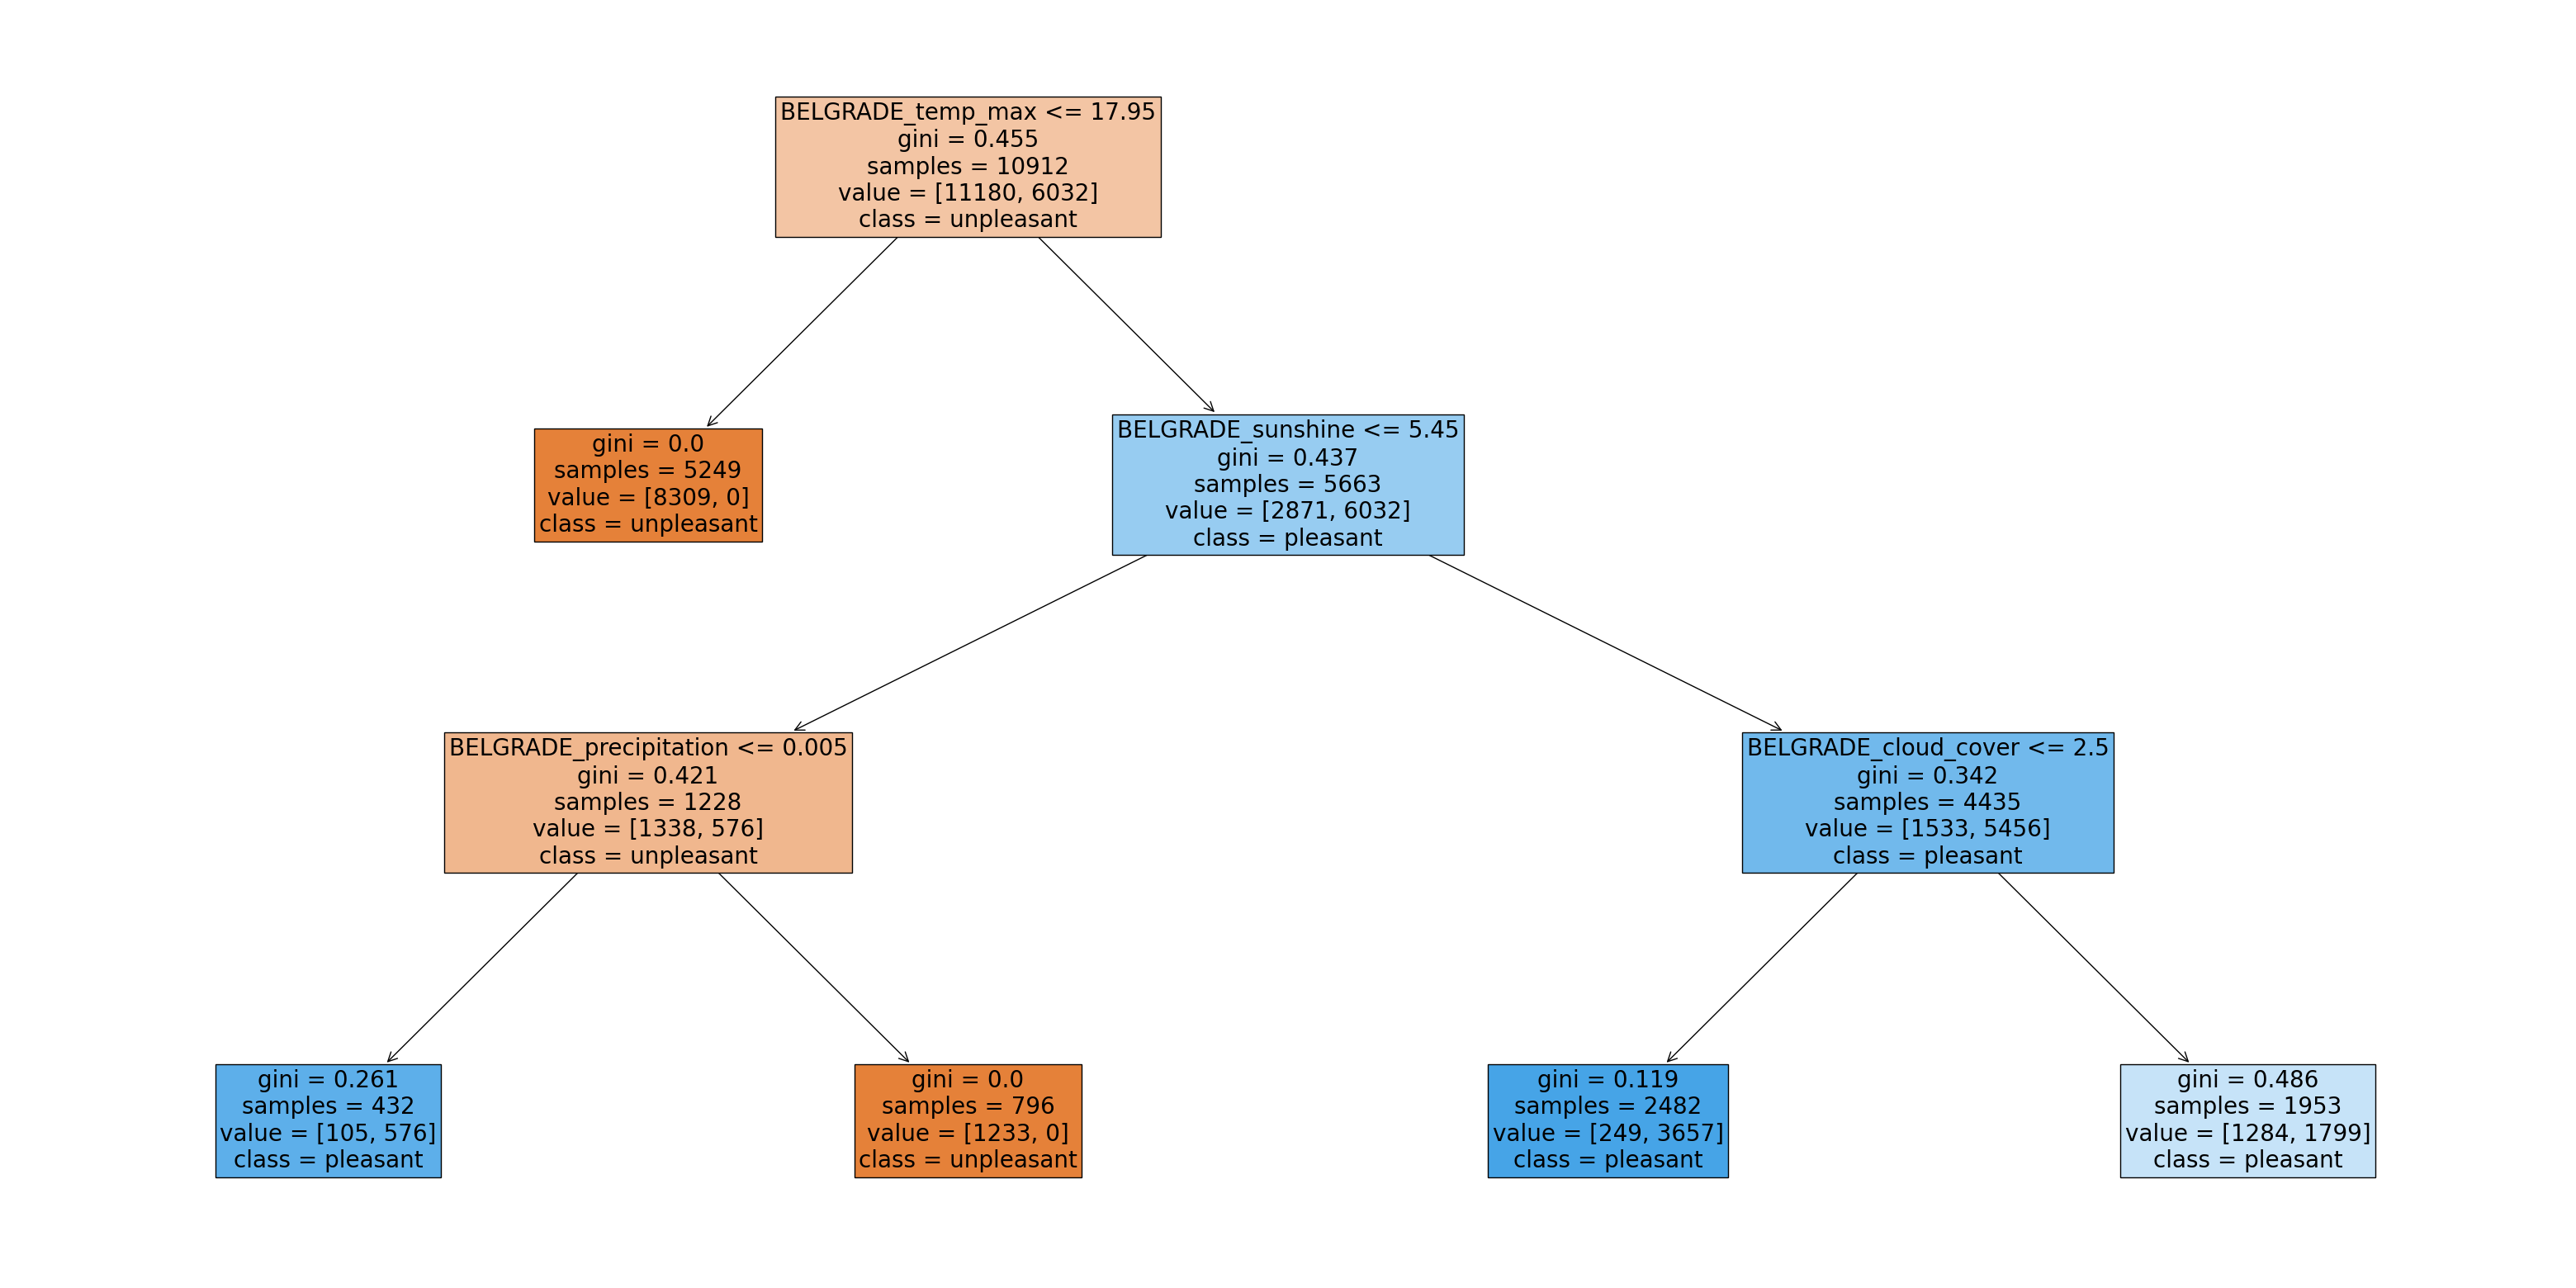 BELGRADE_temp_max <= 17.95
gini = 0.455
samples = 10912
value = [11180, 6032]
class = unpleasant
gini = 0.0
samples = 5249
value = [8309, 0]
class = unpleasant
BELGRADE_sunshine <= 5.45
gini = 0.437
samples = 5663
value = [2871, 6032]
class = pleasant
BELGRADE_precipitation <= 0.005
gini = 0.421
samples = 1228
value = [1338, 576]
class = unpleasant
BELGRADE_cloud_cover <= 2.5
gini = 0.342
samples = 4435
value = [1533, 5456]
class = pleasant
gini = 0.261
samples = 432
value = [105, 576]
class = pleasant
gini = 0.0
samples = 796
value = [1233, 0]
class = unpleasant
gini = 0.119
samples = 2482
value = [249, 3657]
class = pleasant
gini = 0.486
samples = 1953
value = [1284, 1799]
class = pleasant